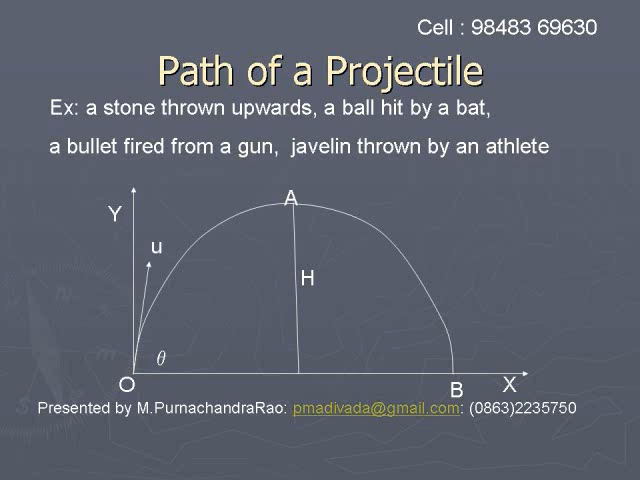 Cell : 98483 69630
Path of a Projectile
Ex: a stone thrown upwards, a ball hit by a bat,
a bullet fired from a gun, javelin thrown by an athlete
A
Y
u
H
θ
O
B
X
Presented by M.PurnachandraRao: pmadivada@gmail.com: (0863)2235750